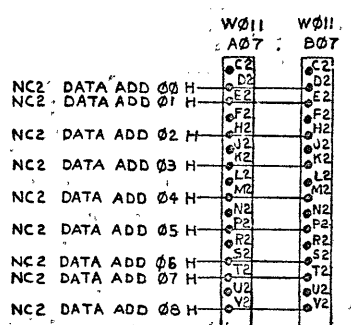 WØ11 WØ11
AØ7 BØ7
C2 C2
D2 D2
NC2 DATA ADD ØØ H
E2 E2
NC2 DATA ADD Ø1 H
F2 F2
H2 H2
NC2 DATA ADD Ø2 H
J2 J2
K2 K2
NC2 DATA ADD Ø3 H
L2 L2
M2 M2
NC2 DATA ADD Ø4 H
N2 N2
P2 P2
NC2 DATA ADD Ø5 H
R2 R2
S2 S2
NC2 DATA ADD Ø6 H
T2 T2
NC2 DATA ADD Ø7 H
U2 U2
V2 V2
NC2 DATA ADD Ø8 H